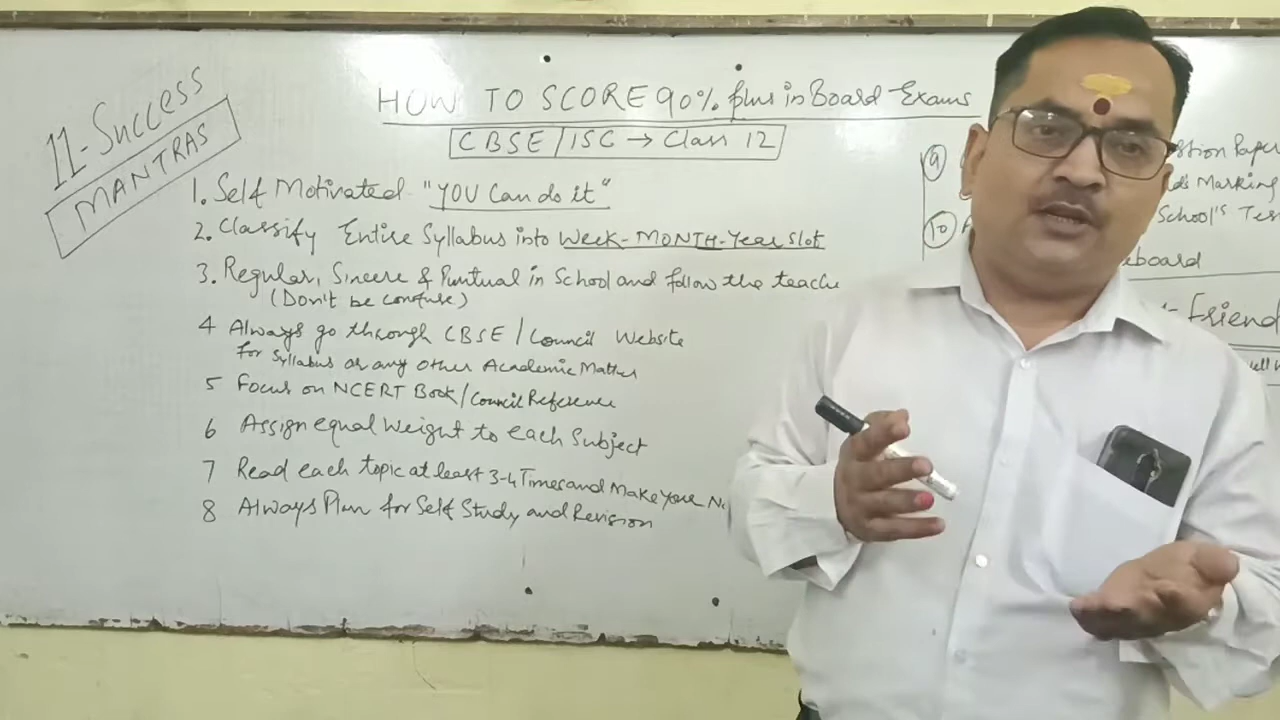 11-Success
MANTRAS
HOW TO SCORE 90% plus in Board Exams
CBSE/ISC → Class 12
1. Self Motivated "YOU Can do it"
2. Classify Entire Syllabus into Week-MONTH-Year Slot
3. Regular, Sincere & Puntual in School and follow the teache
(Don't be confuse)
4 Always go through CBSE/Council Website
for Syllabus or any other Academic Matter
5 Focus on NCERT Book/Council Reference
6 Assign equal Weight to each Subject
7 Read each topic at least 3-4 Times and Make Your
8 Always Plan for Self Study and Revision
9
Paper
Marking
10 School's
Friend